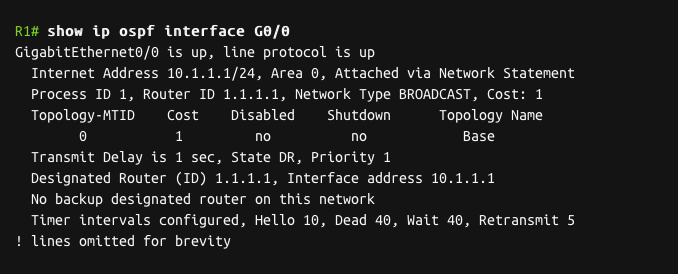 R1# show ip ospf interface G0/0
GigabitEthernet0/0 is up, line protocol is up
Internet Address 10.1.1.1/24, Area 0, Attached via Network Statement
Process ID 1, Router ID 1.1.1.1, Network Type BROADCAST, Cost: 1
Topology-MTID Cost Disabled Shutdown Topology Name
0 1 no no Base
Transmit Delay is 1 sec, State DR, Priority 1
Designated Router (ID) 1.1.1.1, Interface address 10.1.1.1
No backup designated router on this network
Timer intervals configured, Hello 10, Dead 40, Wait 40, Retransmit 5
! lines omitted for brevity